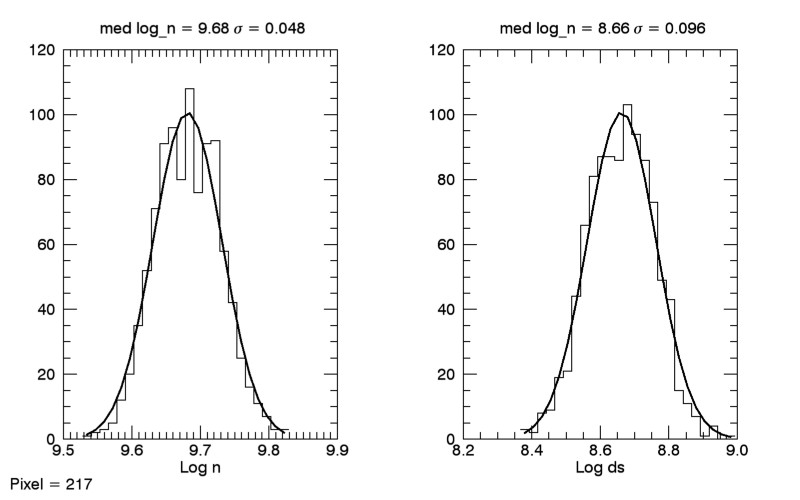 med log_n = 9.68 σ = 0.048
med log_n = 8.66 σ = 0.096
120
100
80
60
40
20
0
9.5 9.6 9.7 9.8 9.9
Log n
120
100
80
60
40
20
0
8.2 8.4 8.6 8.8 9.0
Log ds
Pixel = 217